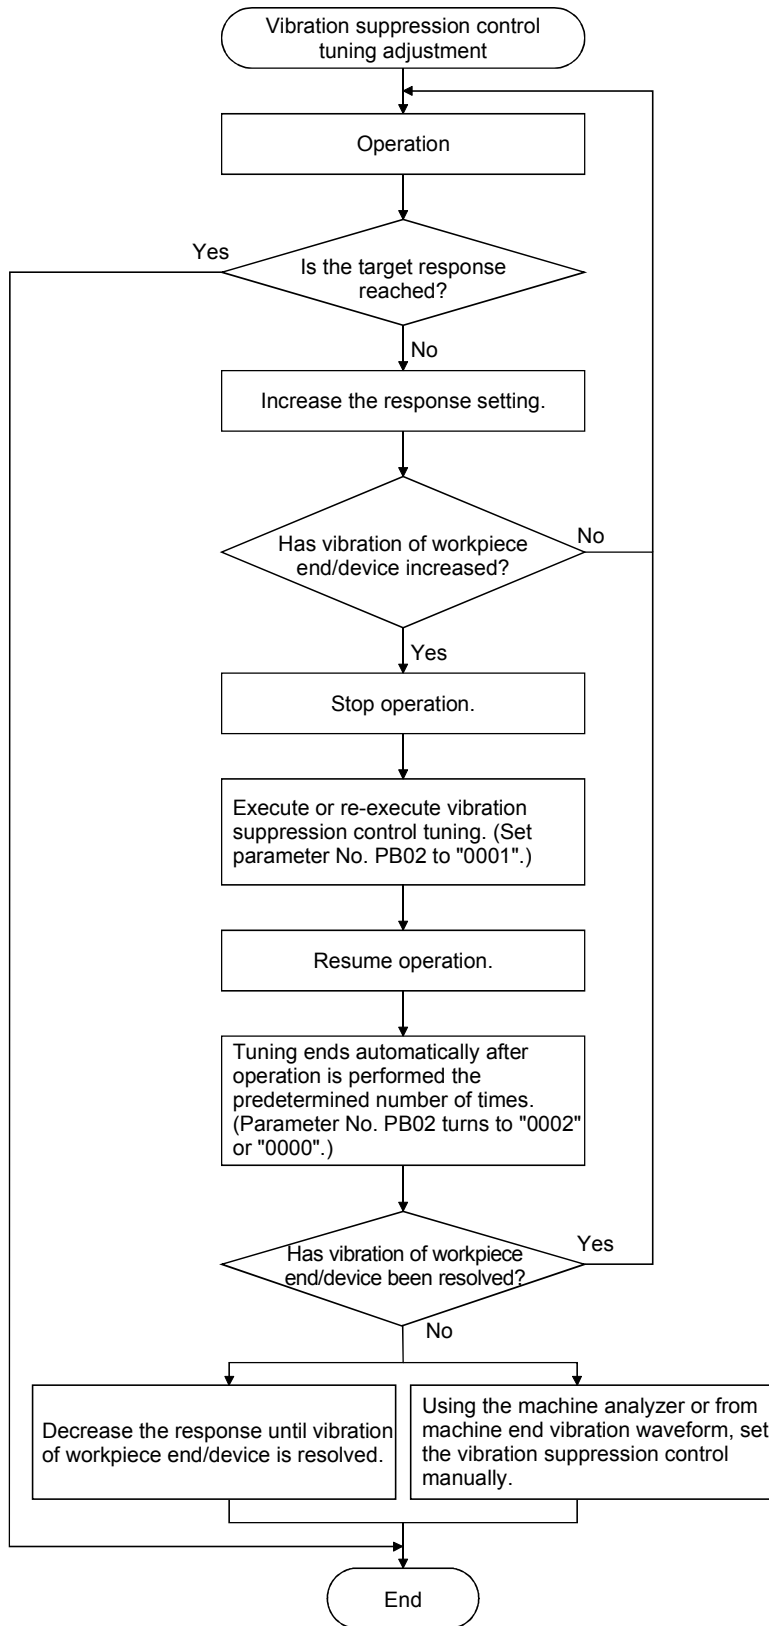 Vibration suppression control
tuning adjustment
Operation
Yes
Is the target response
reached?
No
Increase the response setting.
Has vibration of workpiece
end/device increased?
No
Yes
Stop operation.
Execute or re-execute vibration
suppression control tuning. (Set
parameter No. PB02 to "0001".)
Resume operation.
Tuning ends automatically after
operation is performed the
predetermined number of times.
(Parameter No. PB02 turns to "0002"
or "0000".)
Has vibration of workpiece
end/device been resolved?
Yes
No
Decrease the response until vibration
of workpiece end/device is resolved.
Using the machine analyzer or from
machine end vibration waveform, set
the vibration suppression control
manually.
End